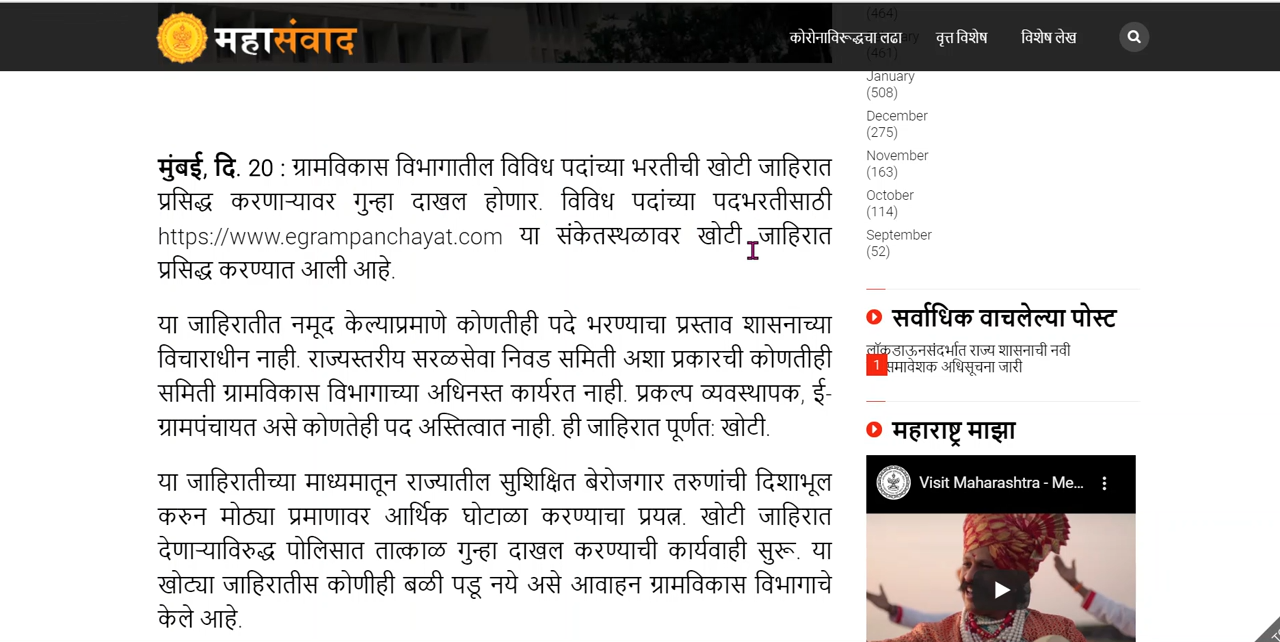 महासंवाद
कोरोनाविरूद्धचा लढा वृत्त विशेष विशेष लेख
(464)
(461)
January
(508)
December
(275)
November
(163)
October
(114)
September
(52)
मुंबई, दि. 20 : ग्रामविकास विभागातील विविध पदांच्या भरतीची खोटी जाहिरात
प्रसिद्ध करणाऱ्यावर गुन्हा दाखल होणार. विविध पदांच्या पदभरतीसाठी
https://www.egrampanchayat.com या संकेतस्थळावर खोटी जाहिरात
प्रसिद्ध करण्यात आली आहे.
या जाहिरातीत नमूद केल्याप्रमाणे कोणतीही पदे भरण्याचा प्रस्ताव शासनाच्या
विचाराधीन नाही. राज्यस्तरीय सरळसेवा निवड समिती अशा प्रकारची कोणतीही
समिती ग्रामविकास विभागाच्या अधिनस्त कार्यरत नाही. प्रकल्प व्यवस्थापक, ई-
ग्रामपंचायत असे कोणतेही पद अस्तित्वात नाही. ही जाहिरात पूर्णत: खोटी.
या जाहिरातीच्या माध्यमातून राज्यातील सुशिक्षित बेरोजगार तरुणांची दिशाभूल
करुन मोठ्या प्रमाणावर आर्थिक घोटाळा करण्याचा प्रयत्न. खोटी जाहिरात
देणाऱ्याविरुद्ध पोलिसात तात्काळ गुन्हा दाखल करण्याची कार्यवाही सुरू. या
खोट्या जाहिरातीस कोणीही बळी पडू नये असे आवाहन ग्रामविकास विभागाचे
केले आहे.
सर्वाधिक वाचलेल्या पोस्ट
लॉकडाऊनसंदर्भात राज्य शासनाची नवी
1 समावेशक अधिसूचना जारी
महाराष्ट्र माझा
Visit Maharashtra - Me...